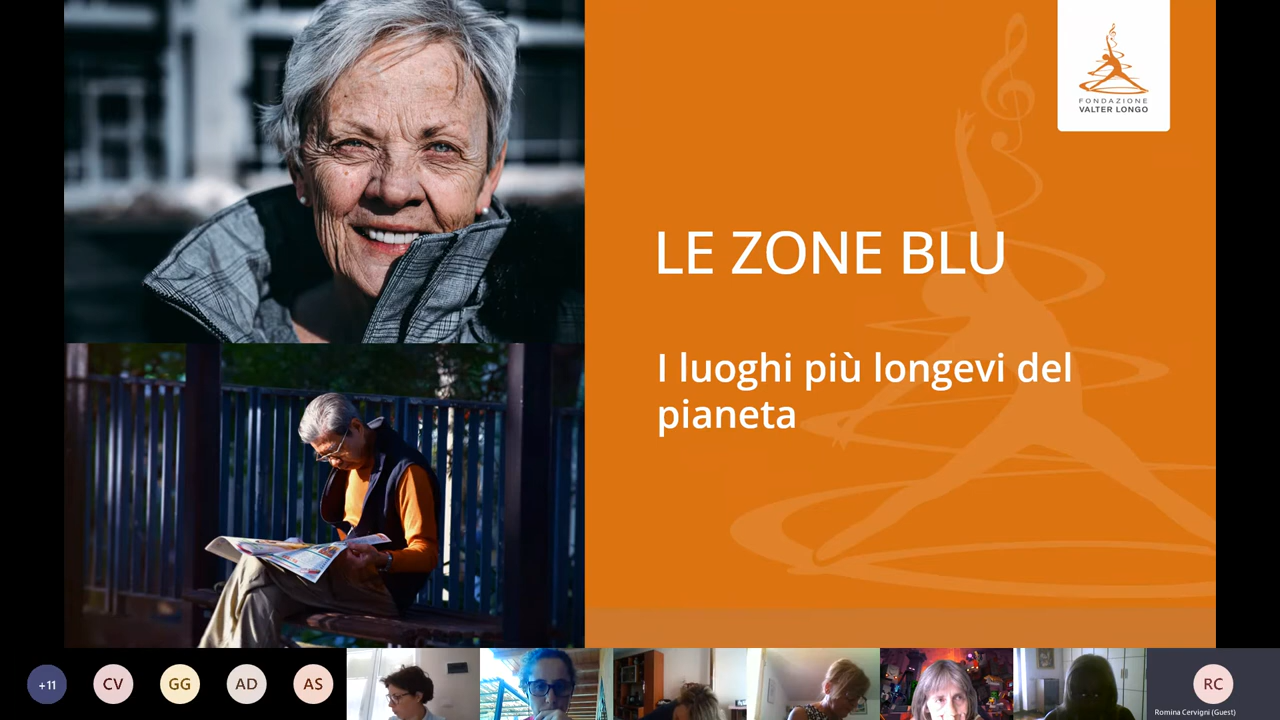 FONDAZIONE
VALTER LONGO
LE ZONE BLU
I luoghi più longevi del
pianeta
+11
CV
GG
AD
AS
RC
Romina Cervigni (Guest)